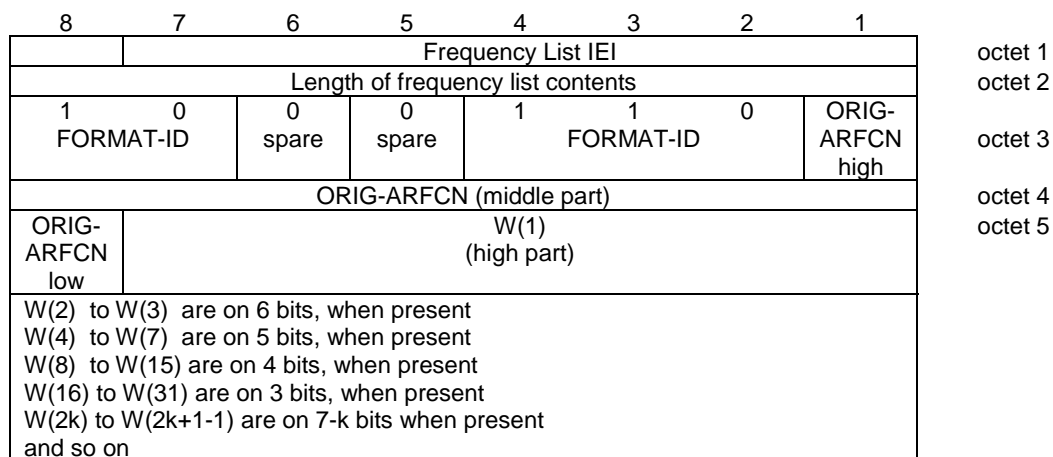 8 7 6 5 4 3 2 1
Frequency List IEI octet 1
Length of frequency list contents octet 2
1 0 0 0 1 1 0 ORIG-
FORMAT-ID spare spare FORMAT-ID ARFCN octet 3
high
ORIG-ARFCN (middle part) octet 4
ORIG- W(1) octet 5
ARFCN (high part)
low
W(2) to W(3) are on 6 bits, when present
W(4) to W(7) are on 5 bits, when present
W(8) to W(15) are on 4 bits, when present
W(16) to W(31) are on 3 bits, when present
W(2k) to W(2k+1-1) are on 7-k bits when present
and so on